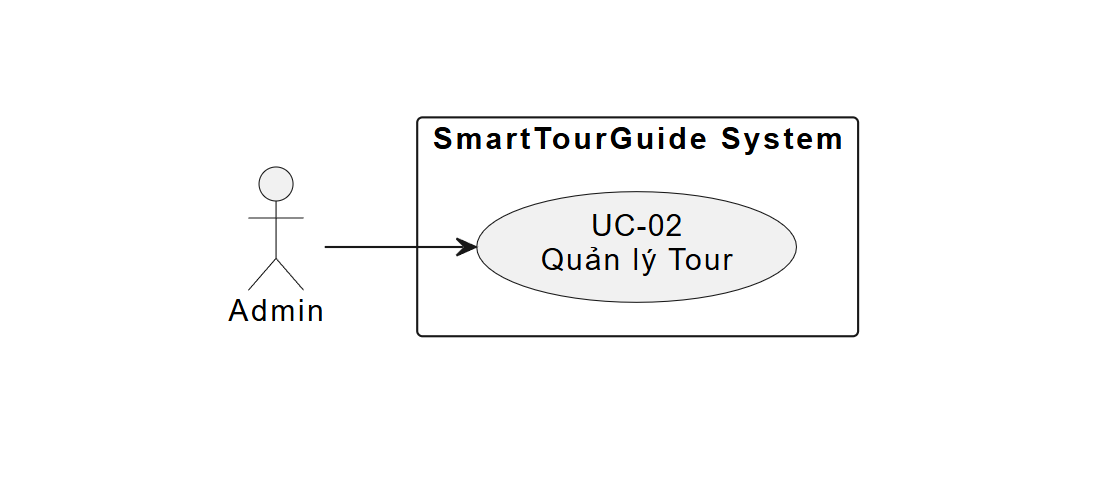 SmartTourGuide System
UC-02
Quản lý Tour
Admin